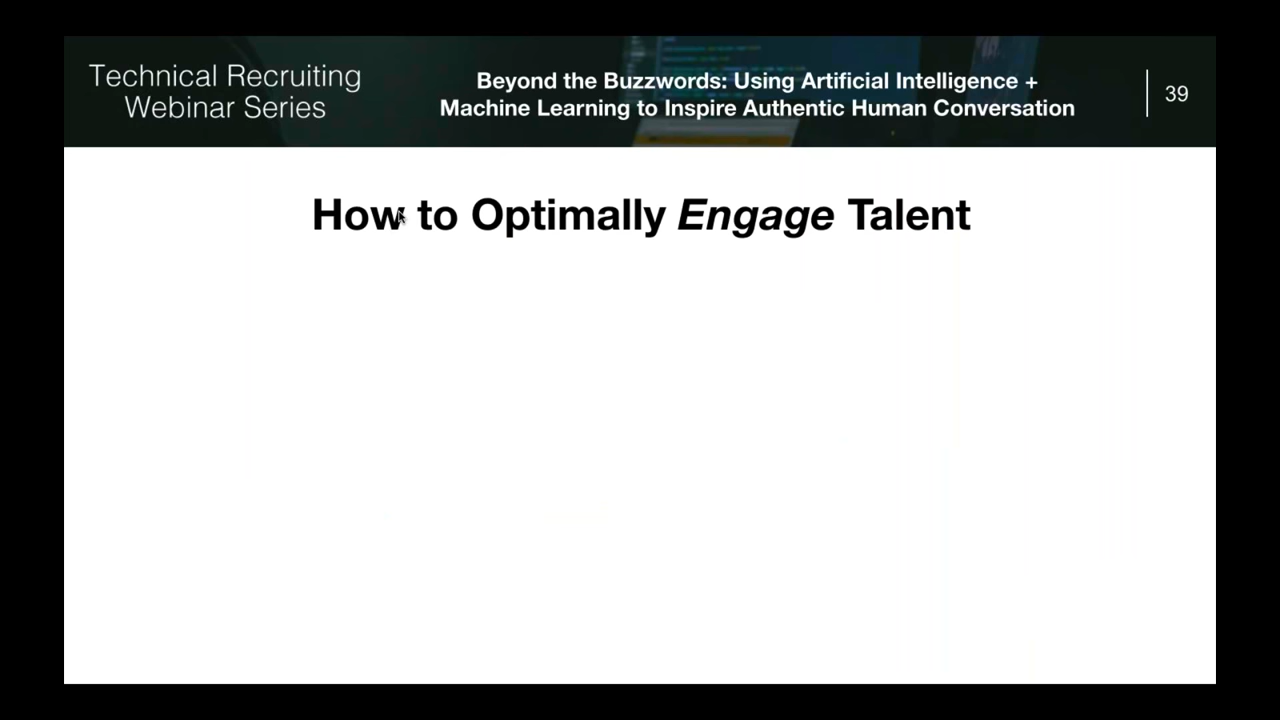 Technical Recruiting
Webinar Series
Beyond the Buzzwords: Using Artificial Intelligence +
Machine Learning to Inspire Authentic Human Conversation
39
How to Optimally Engage Talent